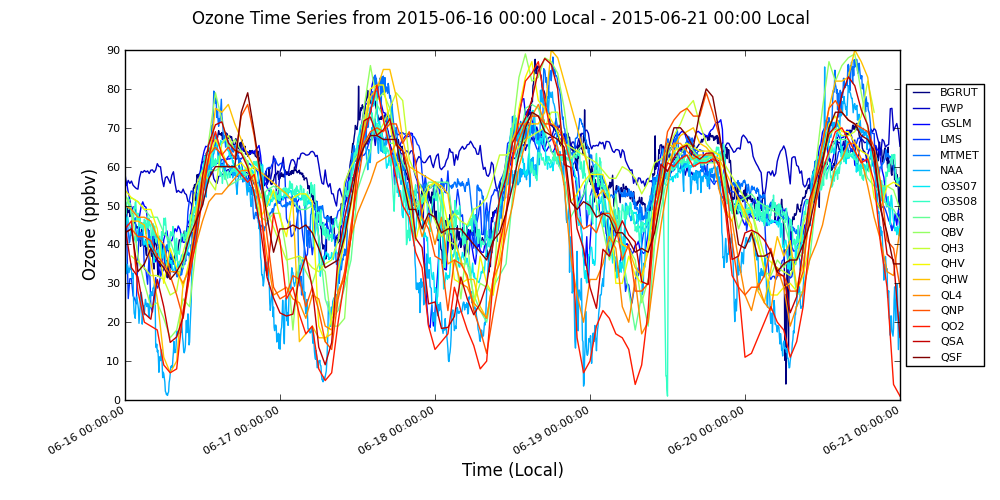 Ozone Time Series from 2015-06-16 00:00 Local - 2015-06-21 00:00 Local
Ozone (ppbv)
90
80
70
60
50
40
30
20
10
0
06-16 00:00:00
06-17 00:00:00
06-18 00:00:00
06-19 00:00:00
06-20 00:00:00
06-21 00:00:00
Time (Local)
BGRUT
FWP
GSLM
LMS
MTMET
NAA
O3S07
O3S08
QBR
QBV
QH3
QHV
QHW
QL4
QNP
QO2
QSA
QSF